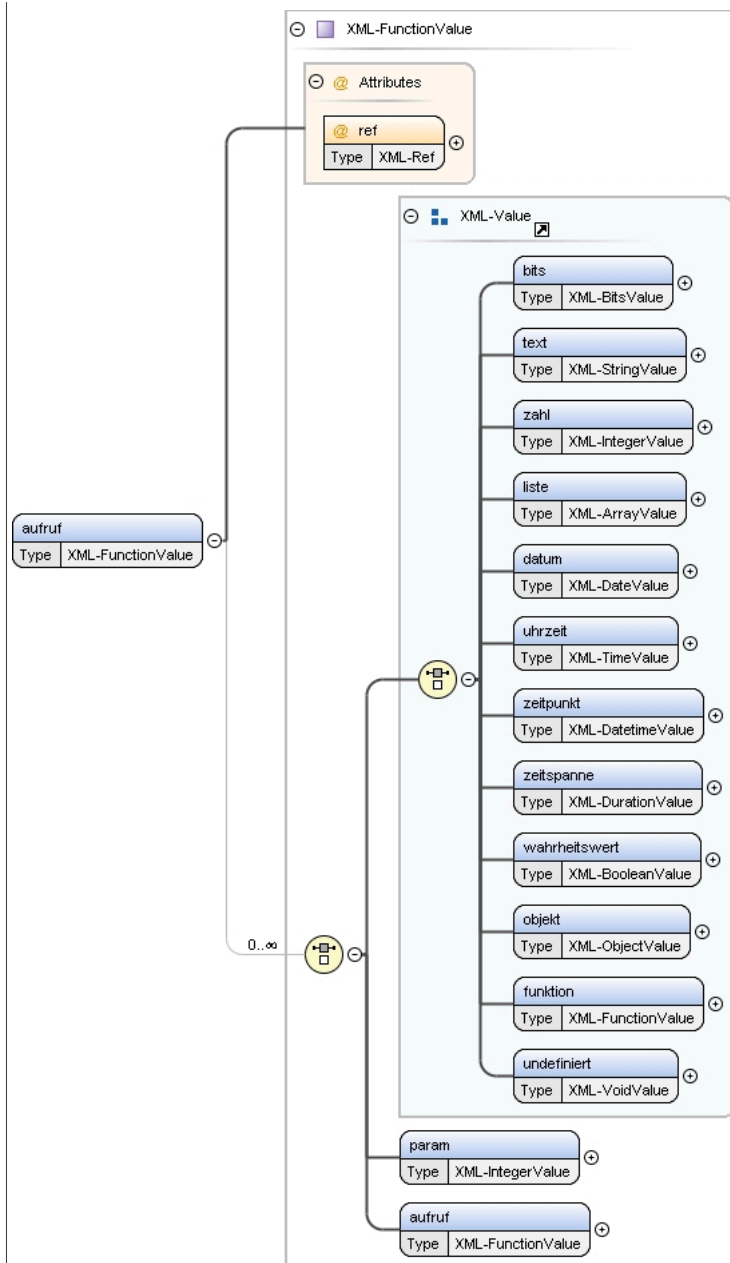 XML-FunctionValue
@ Attributes
@ ref
Type XML-Ref
XML-Value
bits
Type XML-BitsValue
text
Type XML-StringValue
zahl
Type XML-IntegerValue
liste
Type XML-ArrayValue
aufruf
Type XML-FunctionValue
datum
Type XML-DateValue
uhrzeit
Type XML-TimeValue
zeitpunkt
Type XML-DatetimeValue
zeitspanne
Type XML-DurationValue
wahrheitswert
Type XML-BooleanValue
objekt
Type XML-ObjectValue
0..∞
funktion
Type XML-FunctionValue
undefiniert
Type XML-VoidValue
param
Type XML-IntegerValue
aufruf
Type XML-FunctionValue